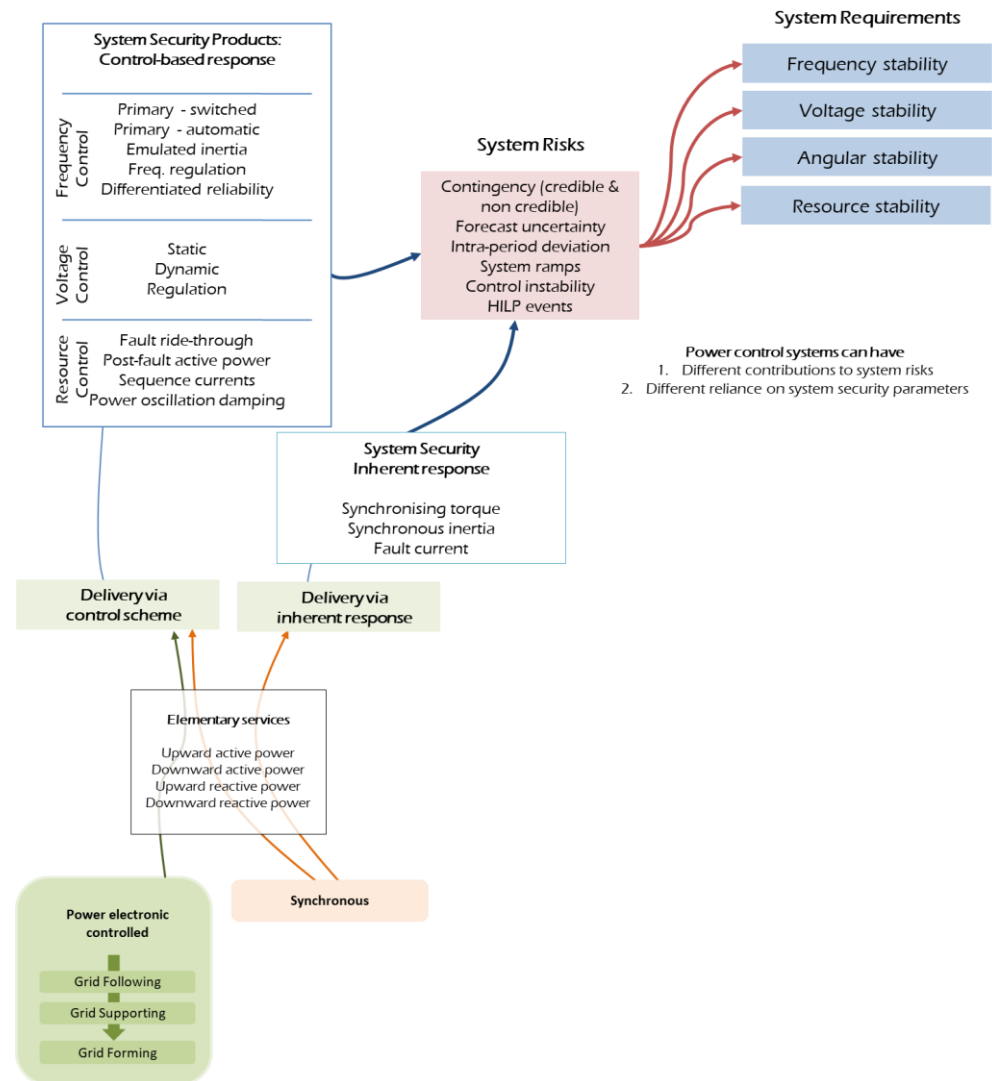 System Security Products:
Control-based response
Frequency
Control
Primary - switched
Primary - automatic
Emulated inertia
Freq. regulation
Differentiated reliability
Voltage
Control
Static
Dynamic
Regulation
Resource
Control
Fault ride-through
Post-fault active power
Sequence currents
Power oscillation damping
System Risks
Contingency (credible &
non credible)
Forecast uncertainty
Intra-period deviation
System ramps
Control instability
HILP events
System Requirements
Frequency stability
Voltage stability
Angular stability
Resource stability
Power control systems can have
1. Different contributions to system risks
2. Different reliance on system security parameters
System Security
Inherent response
Synchronising torque
Synchronous inertia
Fault current
Delivery via
control scheme
Delivery via
inherent response
Elementary services
Upward active power
Downward active power
Upward reactive power
Downward reactive power
Power electronic
controlled
Grid Following
Grid Supporting
Grid Forming
Synchronous